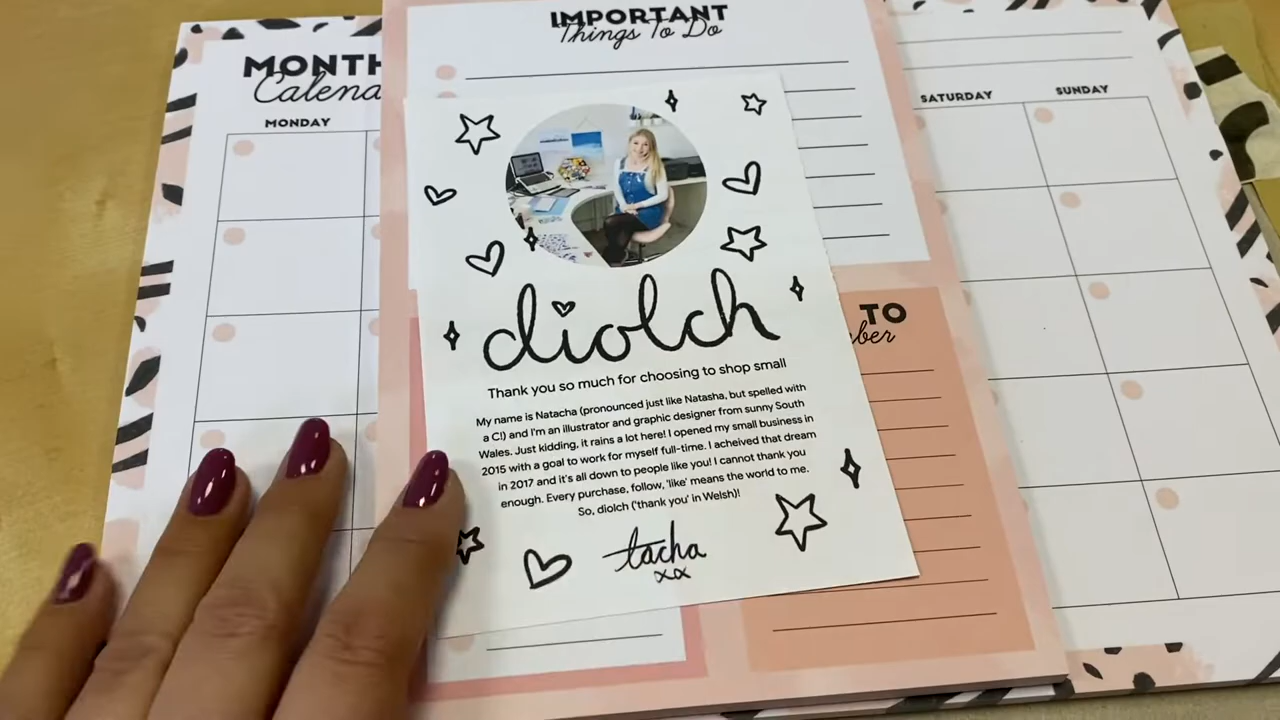 IMPORTANT
Things To Do
MONTH
Calena
MONDAY
SATURDAY
SUNDAY
diolch
Thank you so much for choosing to shop small
My name is Natacha (pronounced just like Natasha, but spelled with
a C!) and I'm an illustrator and graphic designer from sunny South
Wales. Just kidding, it rains a lot here! I opened my small business in
2015 with a goal to work for myself full-time. I acheived that dream
in 2017 and it's all down to people like you! I cannot thank you
enough. Every purchase, follow, 'like' means the world to me.
So, diolch ('thank you' in Welsh)!
tacha
xx
TO
ber